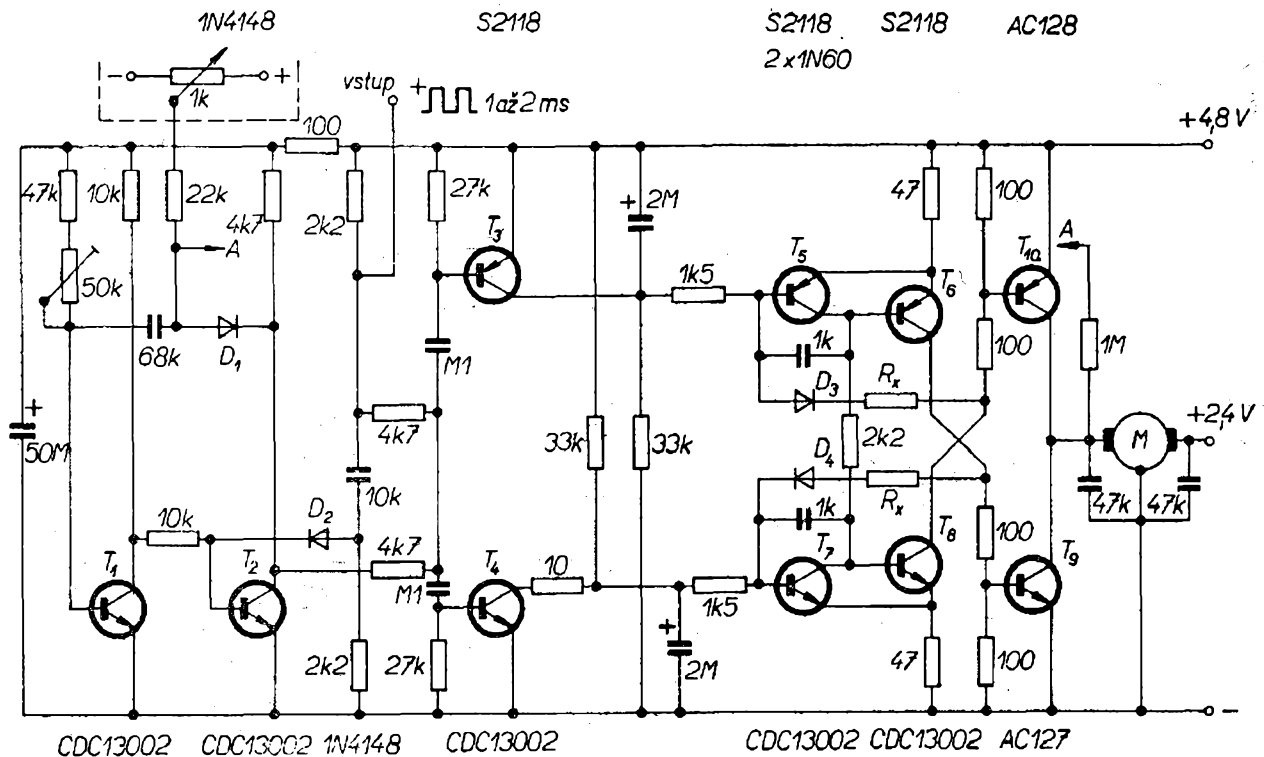 1N4148
S2118
S2118
2x1N60
S2118
AC128
− +
1k
vstup
+
1až2 ms
+4,8 V
100
47k
10k
22k
4k7
2k2
27k
T3
+ 2M
47
100
A
50k
1k5
T5
T6
A
T10
68k
D1
M1
1k
100
1M
D3
Rx
+
50M
4k7
33k
33k
2k2
D4
Rx
M
+2,4 V
10k
1k
47k
47k
10k
D2
4k7
100
T1
T2
M1
T4
10
T7
T8
T9
1k5
+
2M
2k2
27k
47
100
−
CDC13002
CDC13002
1N4148
CDC13002
CDC13002
CDC13002
AC127